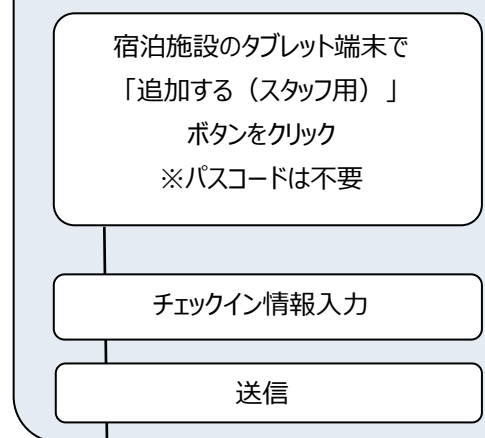 宿泊施設のタブレット端末で
「追加する（スタッフ用）」
ボタンをクリック
※パスコードは不要
チェックイン情報入力
送信